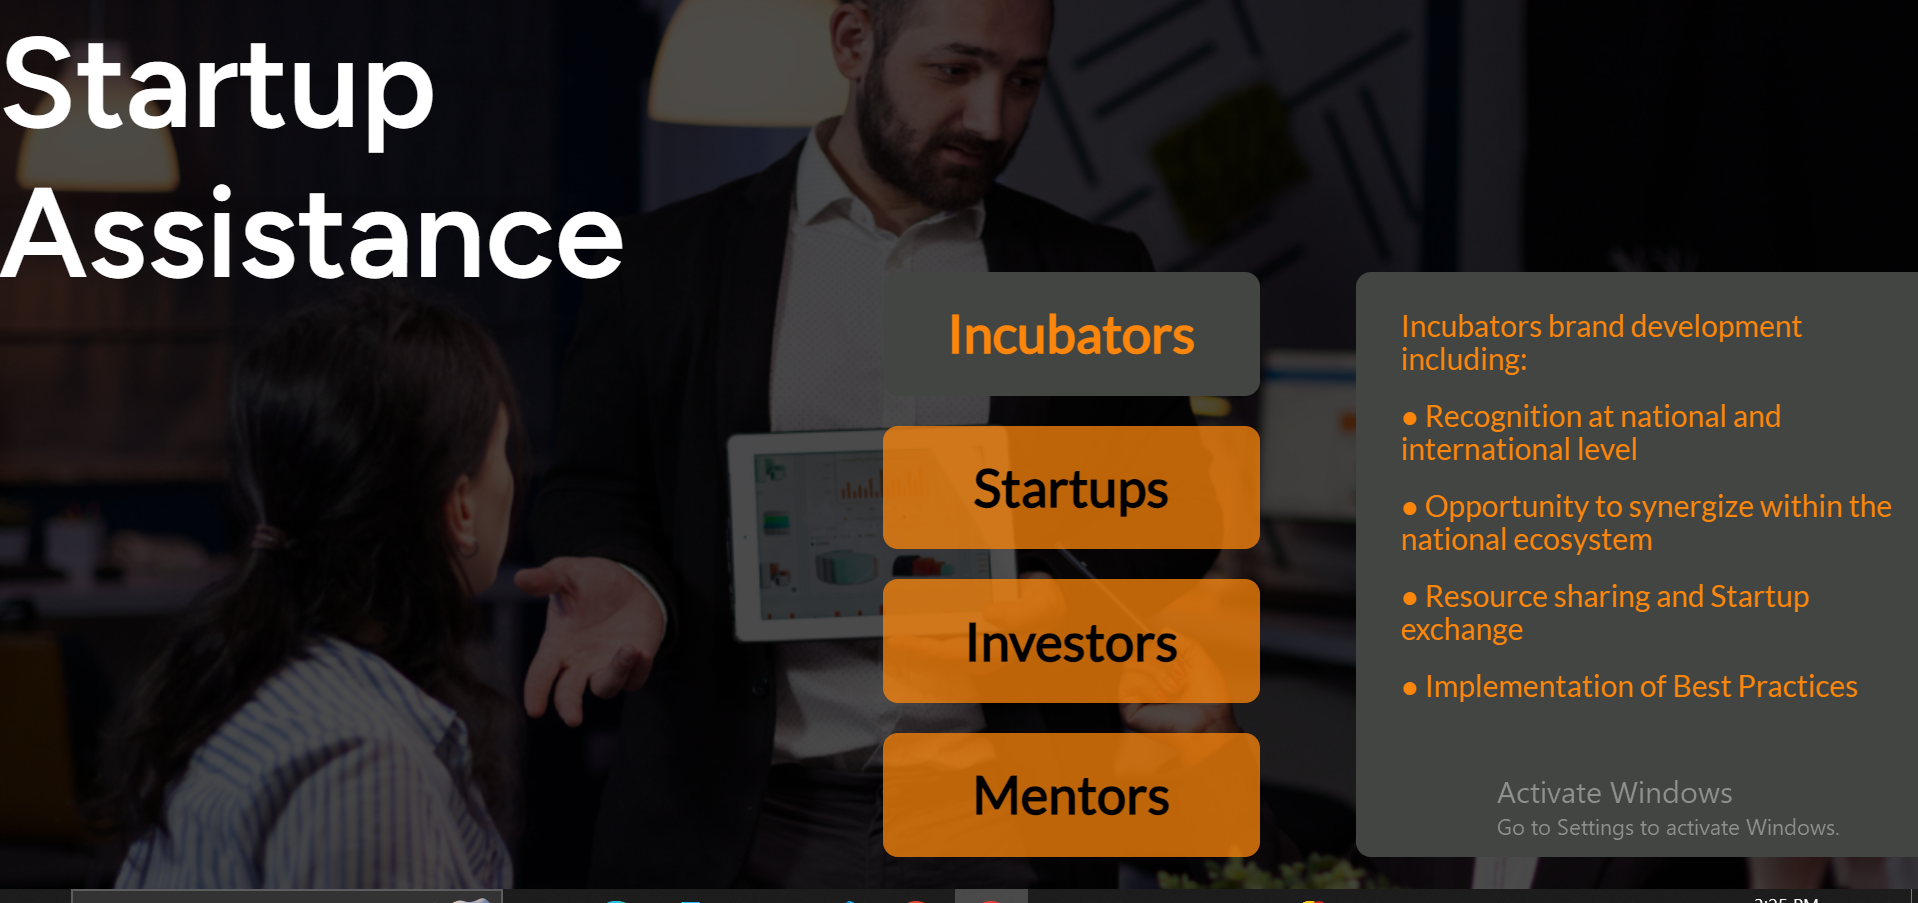 Startup
Assistance
Incubators
Startups
Investors
Mentors
Incubators brand development
including:
● Recognition at national and
international level
● Opportunity to synergize within the
national ecosystem
● Resource sharing and Startup
exchange
● Implementation of Best Practices
Activate Windows
Go to Settings to activate Windows.